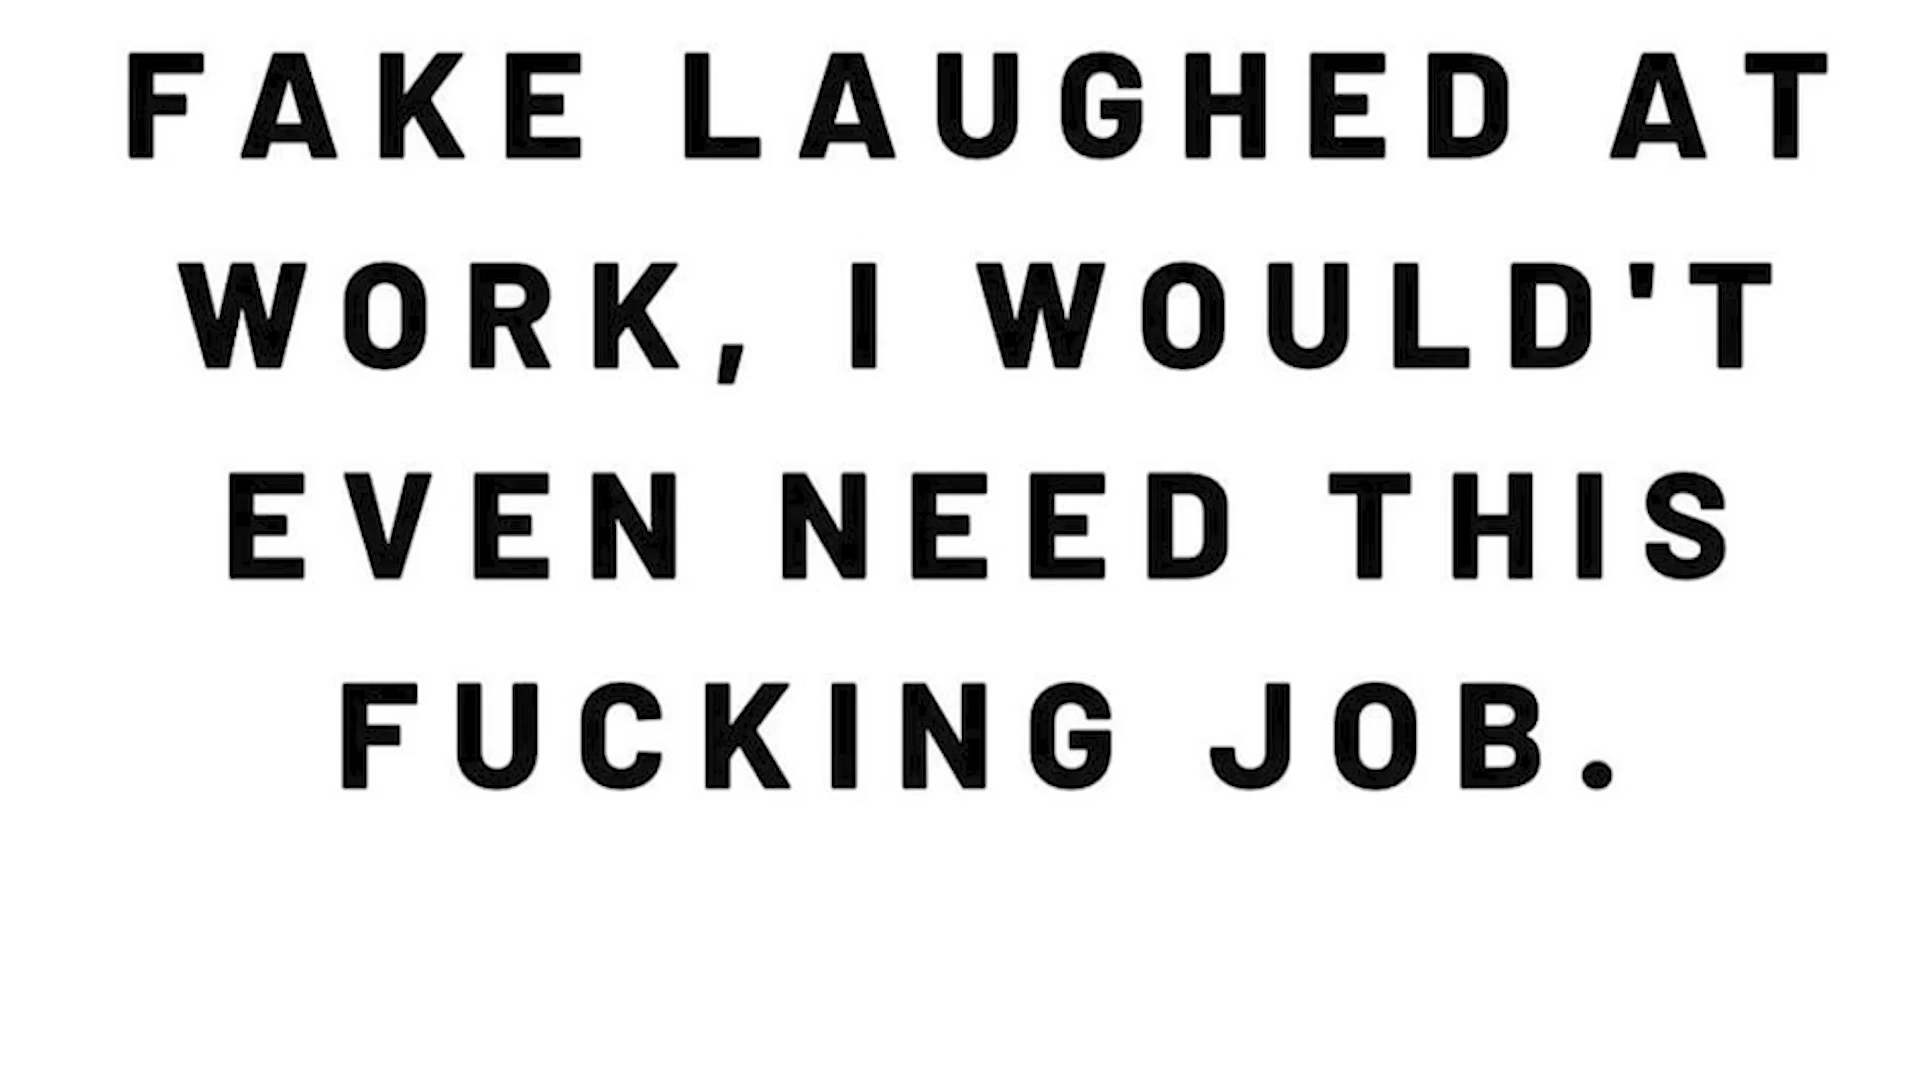 FAKE LAUGHED AT
WORK, I WOULD'T
EVEN NEED THIS
FUCKING JOB.